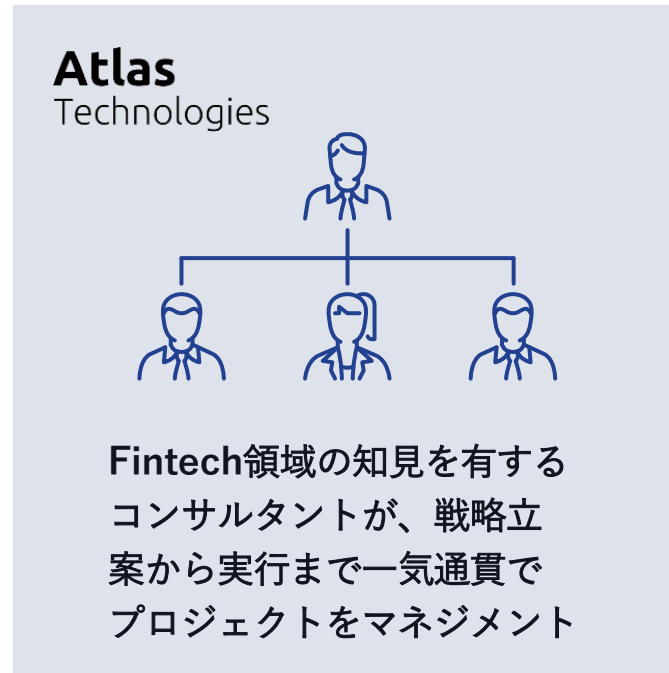 Atlas
Technologies
Fintech領域の知見を有する
コンサルタントが、戦略立
案から実行まで一気通貫で
プロジェクトをマネジメント